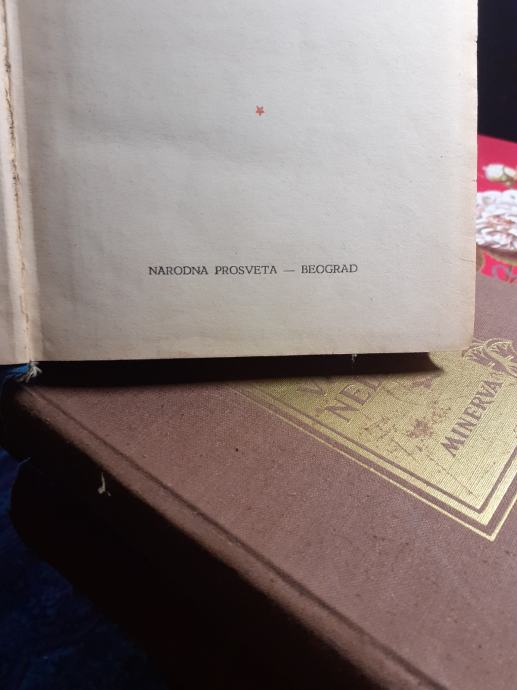 NARODNA PROSVETA — BEOGRAD
MINERVA